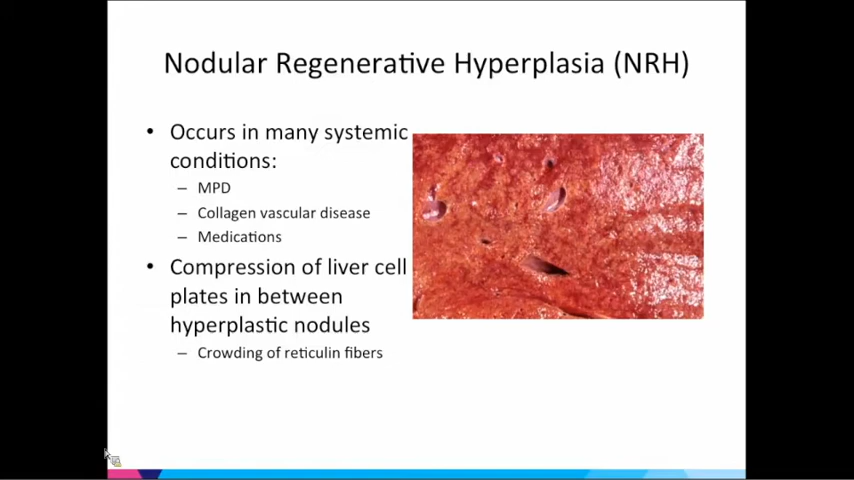 Nodular Regenerative Hyperplasia (NRH)
• Occurs in many systemic
conditions:
– MPD
– Collagen vascular disease
– Medications
• Compression of liver cell
plates in between
hyperplastic nodules
– Crowding of reticulin fibers